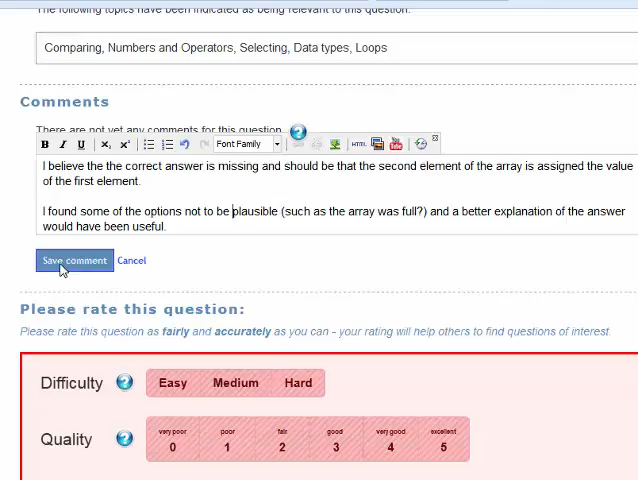 The following topics have been indicated as being relevant to this question.
Comparing, Numbers and Operators, Selecting, Data types, Loops
Comments
There are not yet any comments for this question
B I U x₂ x² Font Family HTML You Tube
I believe the the correct answer is missing and should be that the second element of the array is assigned the value
of the first element.
I found some of the options not to be plausible (such as the array was full?) and a better explanation of the answer
would have been useful.
Save comment Cancel
Please rate this question:
Please rate this question as fairly and accurately as you can - your rating will help others to find questions of interest.
Difficulty ? Easy Medium Hard
very poor poor fair good very good excellent
Quality ? 0 1 2 3 4 5